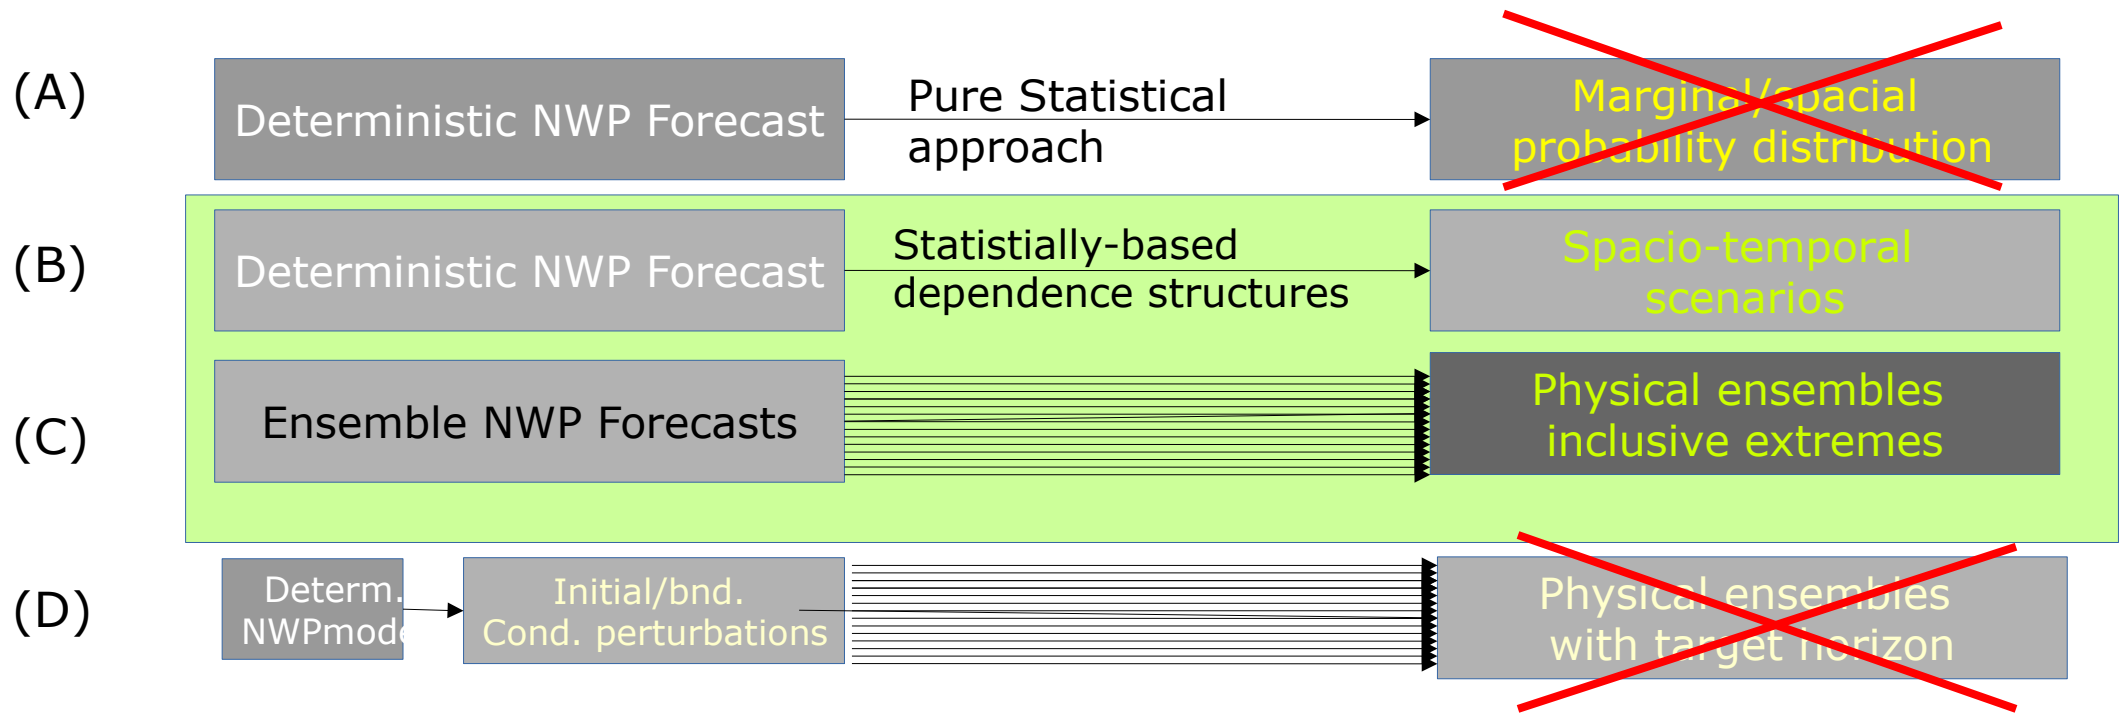 (A)
Deterministic NWP Forecast
Pure Statistical
approach
Marginal/spacial
probability distribution
(B)
Deterministic NWP Forecast
Statistially-based
dependence structures
Spacio-temporal
scenarios
(C)
Ensemble NWP Forecasts
Physical ensembles
inclusive extremes
(D)
Determ.
NWPmode
Initial/bnd.
Cond. perturbations
Physical ensembles
with target horizon